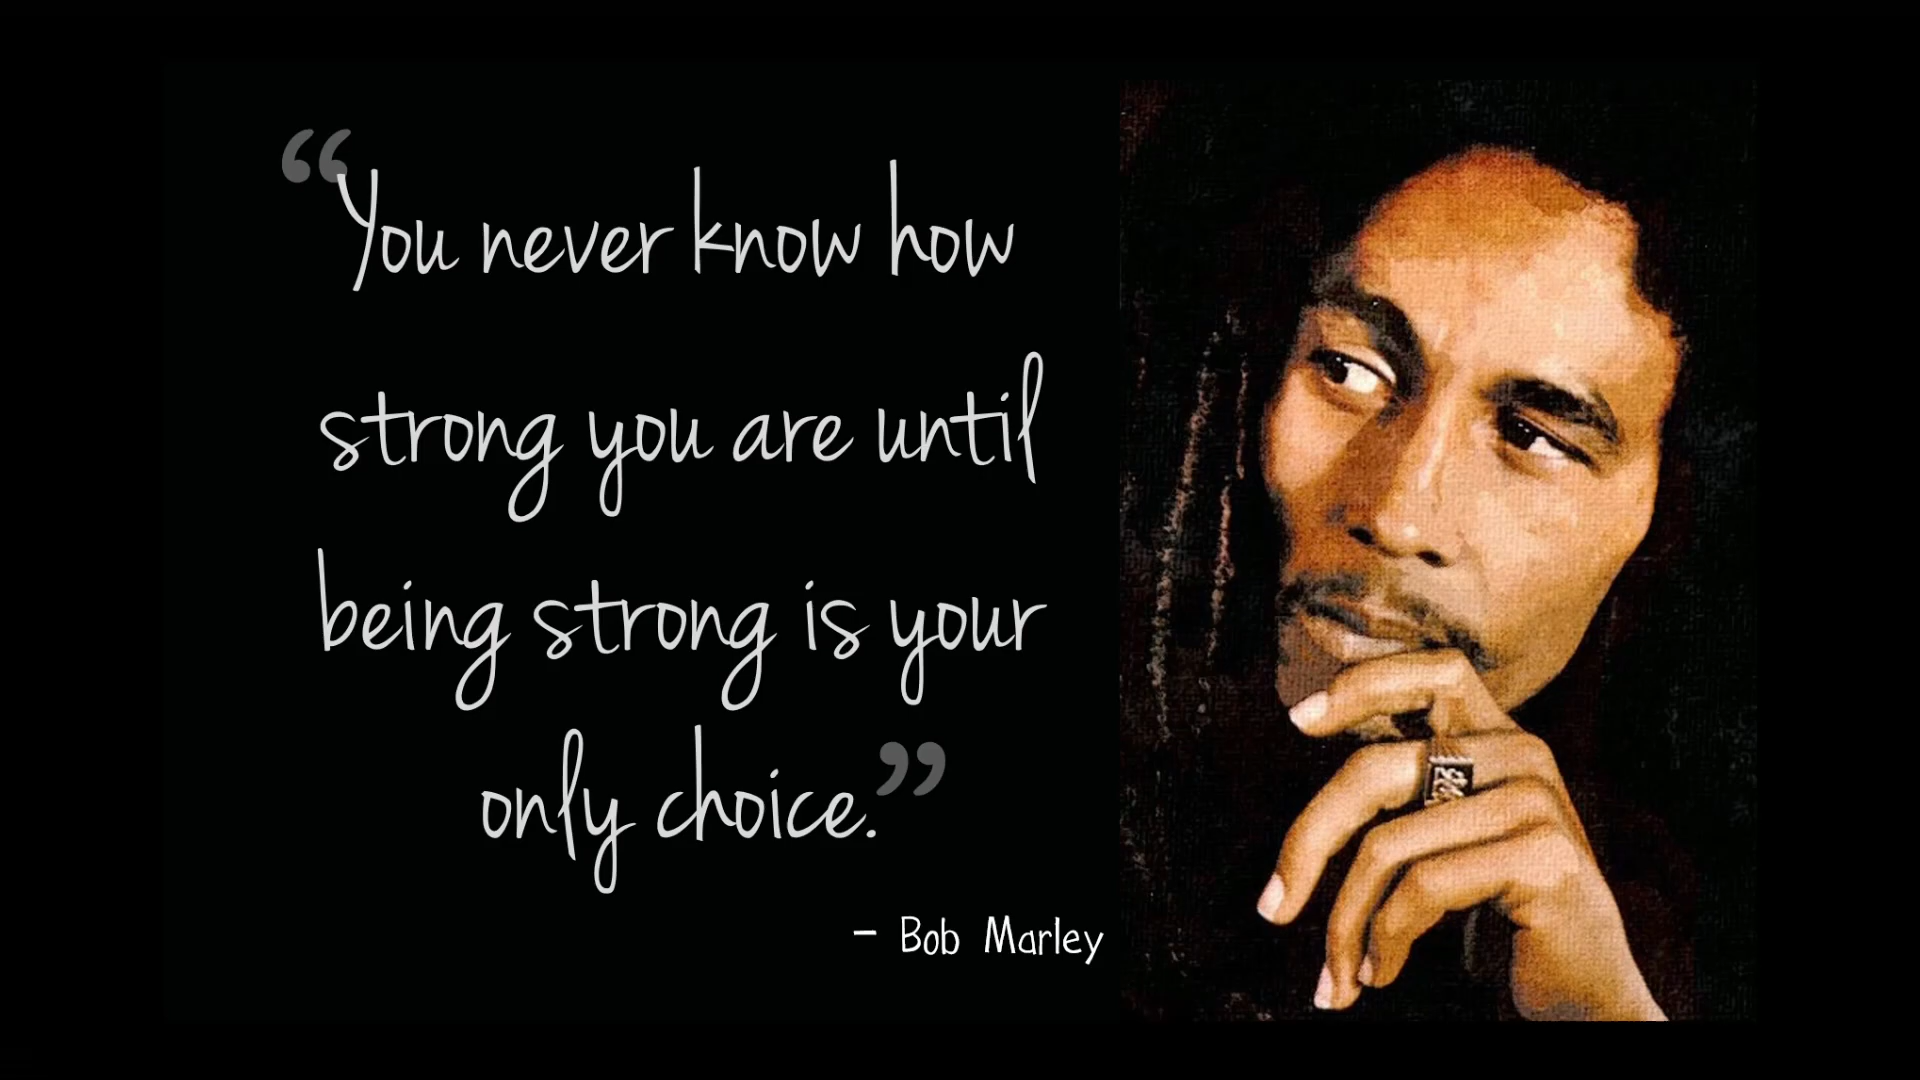 “You never know how
strong you are until
being strong is your
only choice.”
- Bob Marley